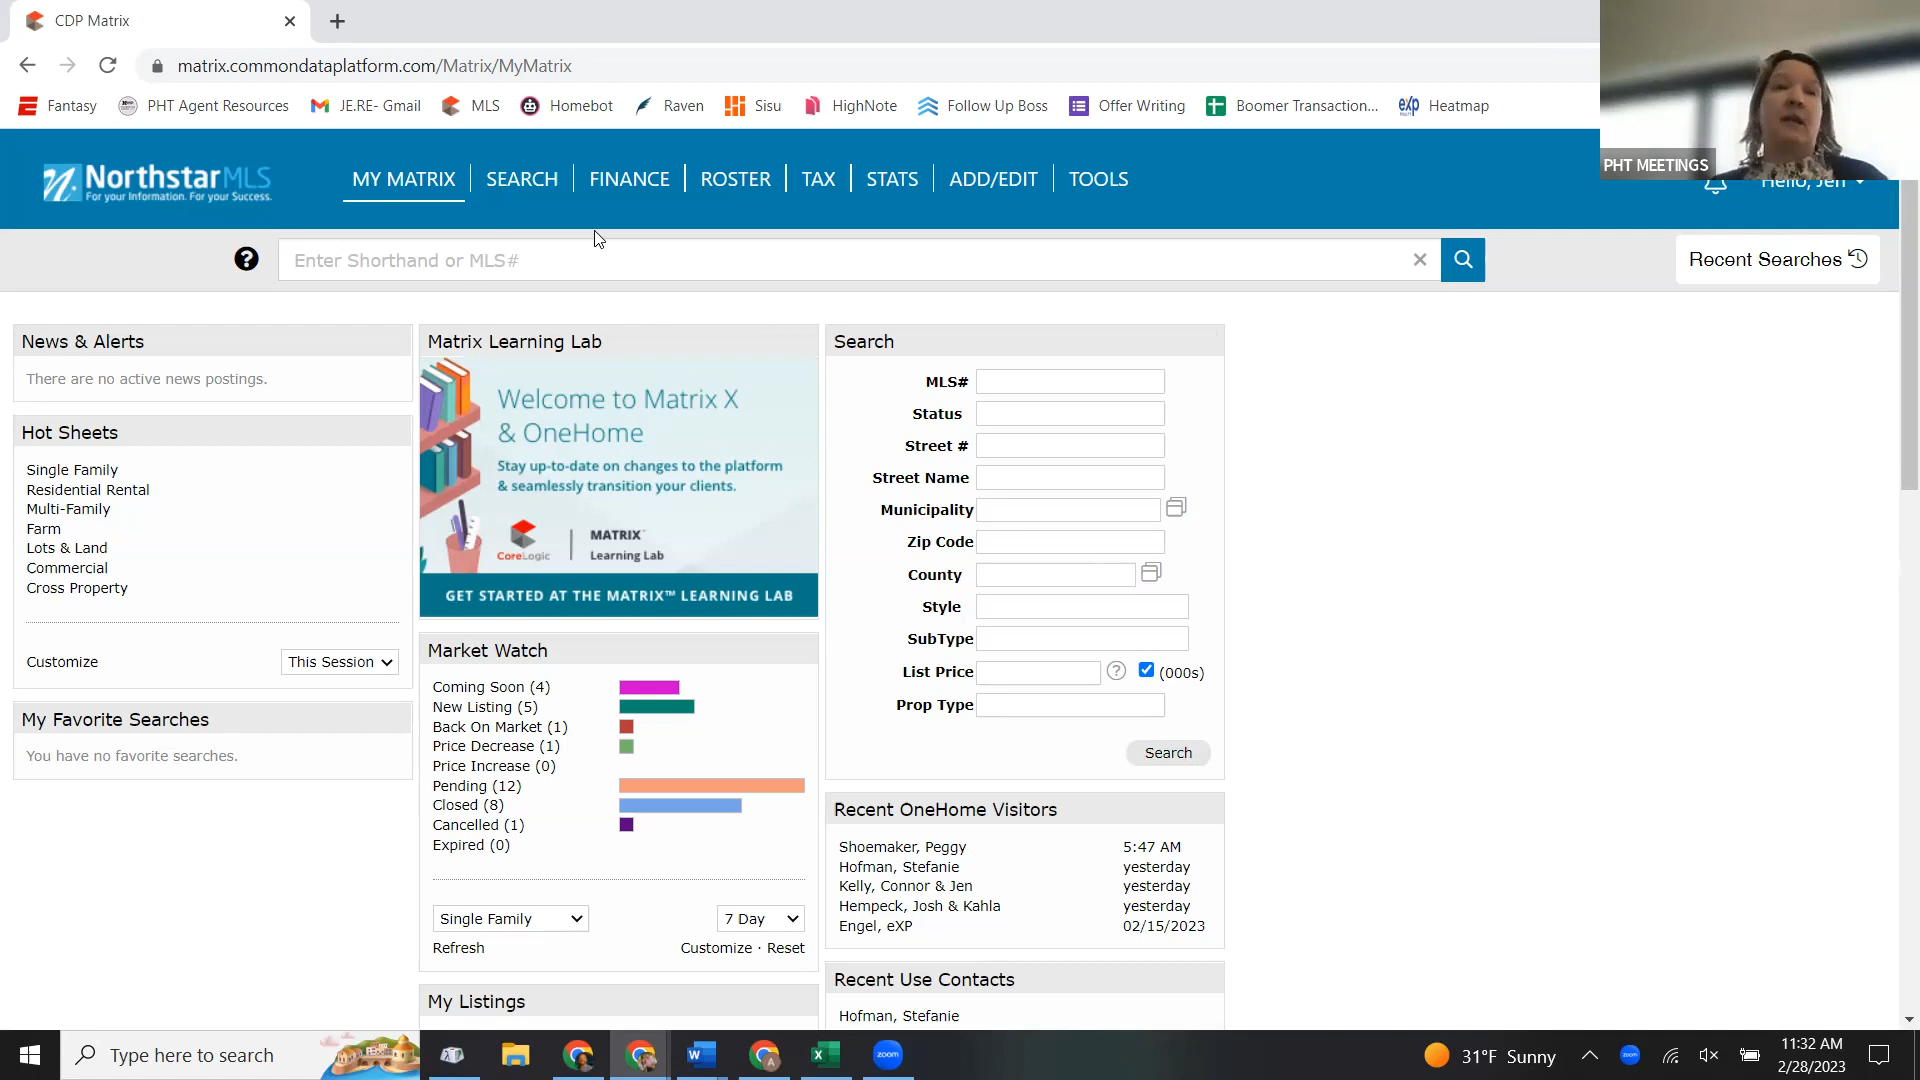 CDP Matrix
matrix.commondataplatform.com/Matrix/MyMatrix
Fantasy PHT Agent Resources JE.RE- Gmail MLS Homebot Raven Sisu HighNote Follow Up Boss Offer Writing Boomer Transaction... eXp Heatmap
PHT MEETINGS
NorthstarMLS
For your Information. For your Success.
MY MATRIX SEARCH FINANCE ROSTER TAX STATS ADD/EDIT TOOLS
Hello, Jen
Enter Shorthand or MLS#
Recent Searches
News & Alerts
There are no active news postings.
Hot Sheets
Single Family
Residential Rental
Multi-Family
Farm
Lots & Land
Commercial
Cross Property
Customize This Session
My Favorite Searches
You have no favorite searches.
Matrix Learning Lab
Welcome to Matrix X
& OneHome
Stay up-to-date on changes to the platform
& seamlessly transition your clients.
CoreLogic
MATRIX™
Learning Lab
GET STARTED AT THE MATRIX™ LEARNING LAB
Market Watch
Coming Soon (4)
New Listing (5)
Back On Market (1)
Price Decrease (1)
Price Increase (0)
Pending (12)
Closed (8)
Cancelled (1)
Expired (0)
Single Family 7 Day
Refresh Customize · Reset
My Listings
Search
MLS#
Status
Street #
Street Name
Municipality
Zip Code
County
Style
SubType
List Price (000s)
Prop Type
Search
Recent OneHome Visitors
Shoemaker, Peggy 5:47 AM
Hofman, Stefanie yesterday
Kelly, Connor & Jen yesterday
Hempeck, Josh & Kahla yesterday
Engel, eXP 02/15/2023
Recent Use Contacts
Hofman, Stefanie
Type here to search
zoom
31°F Sunny
zoom
11:32 AM
2/28/2023